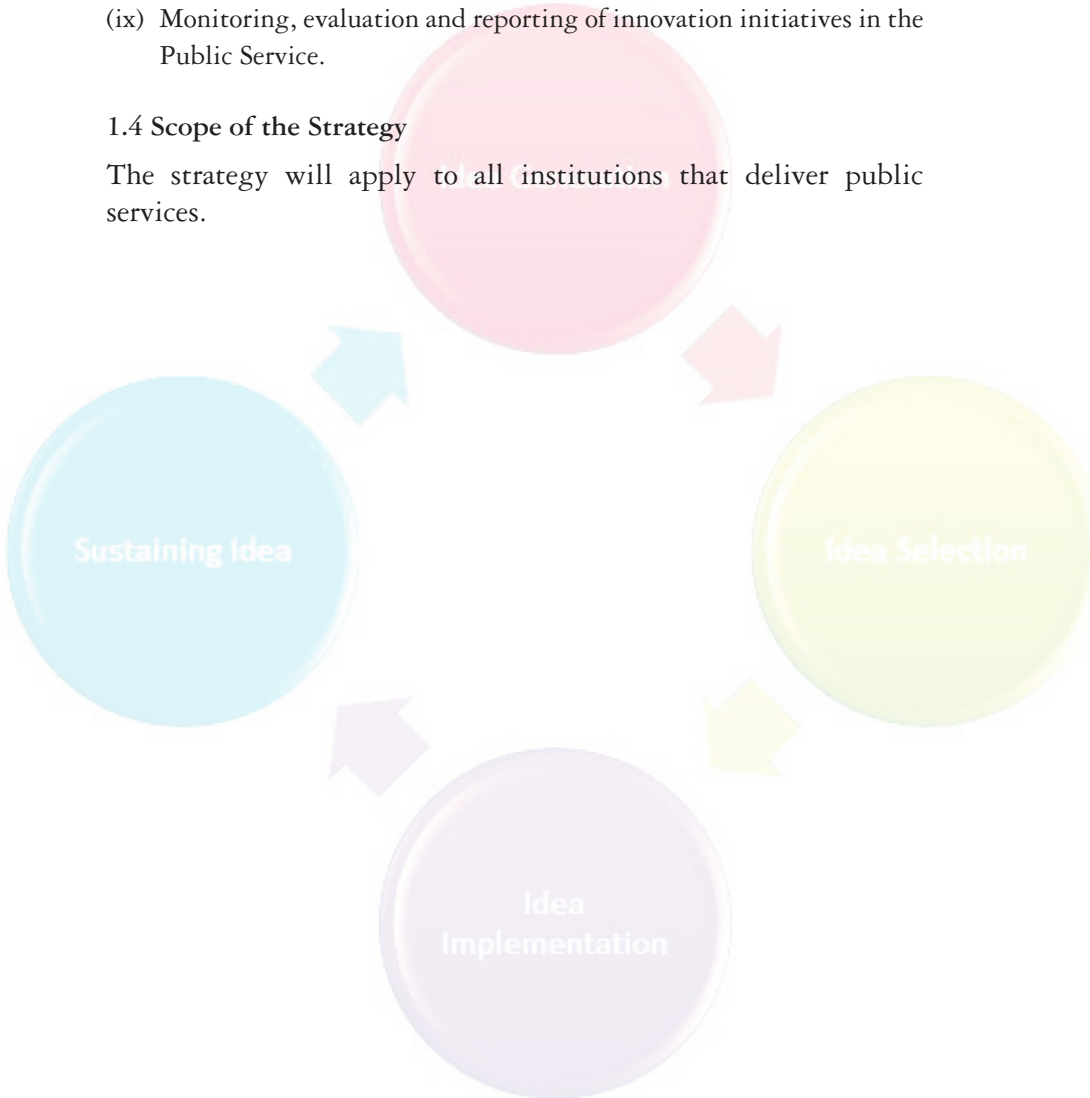 (ix) Monitoring, evaluation and reporting of innovation initiatives in the
Public Service.
1.4 Scope of the Strategy
The strategy will apply to all institutions that deliver public
services.
Sustaining Idea
Idea Selection
Idea
Implementation